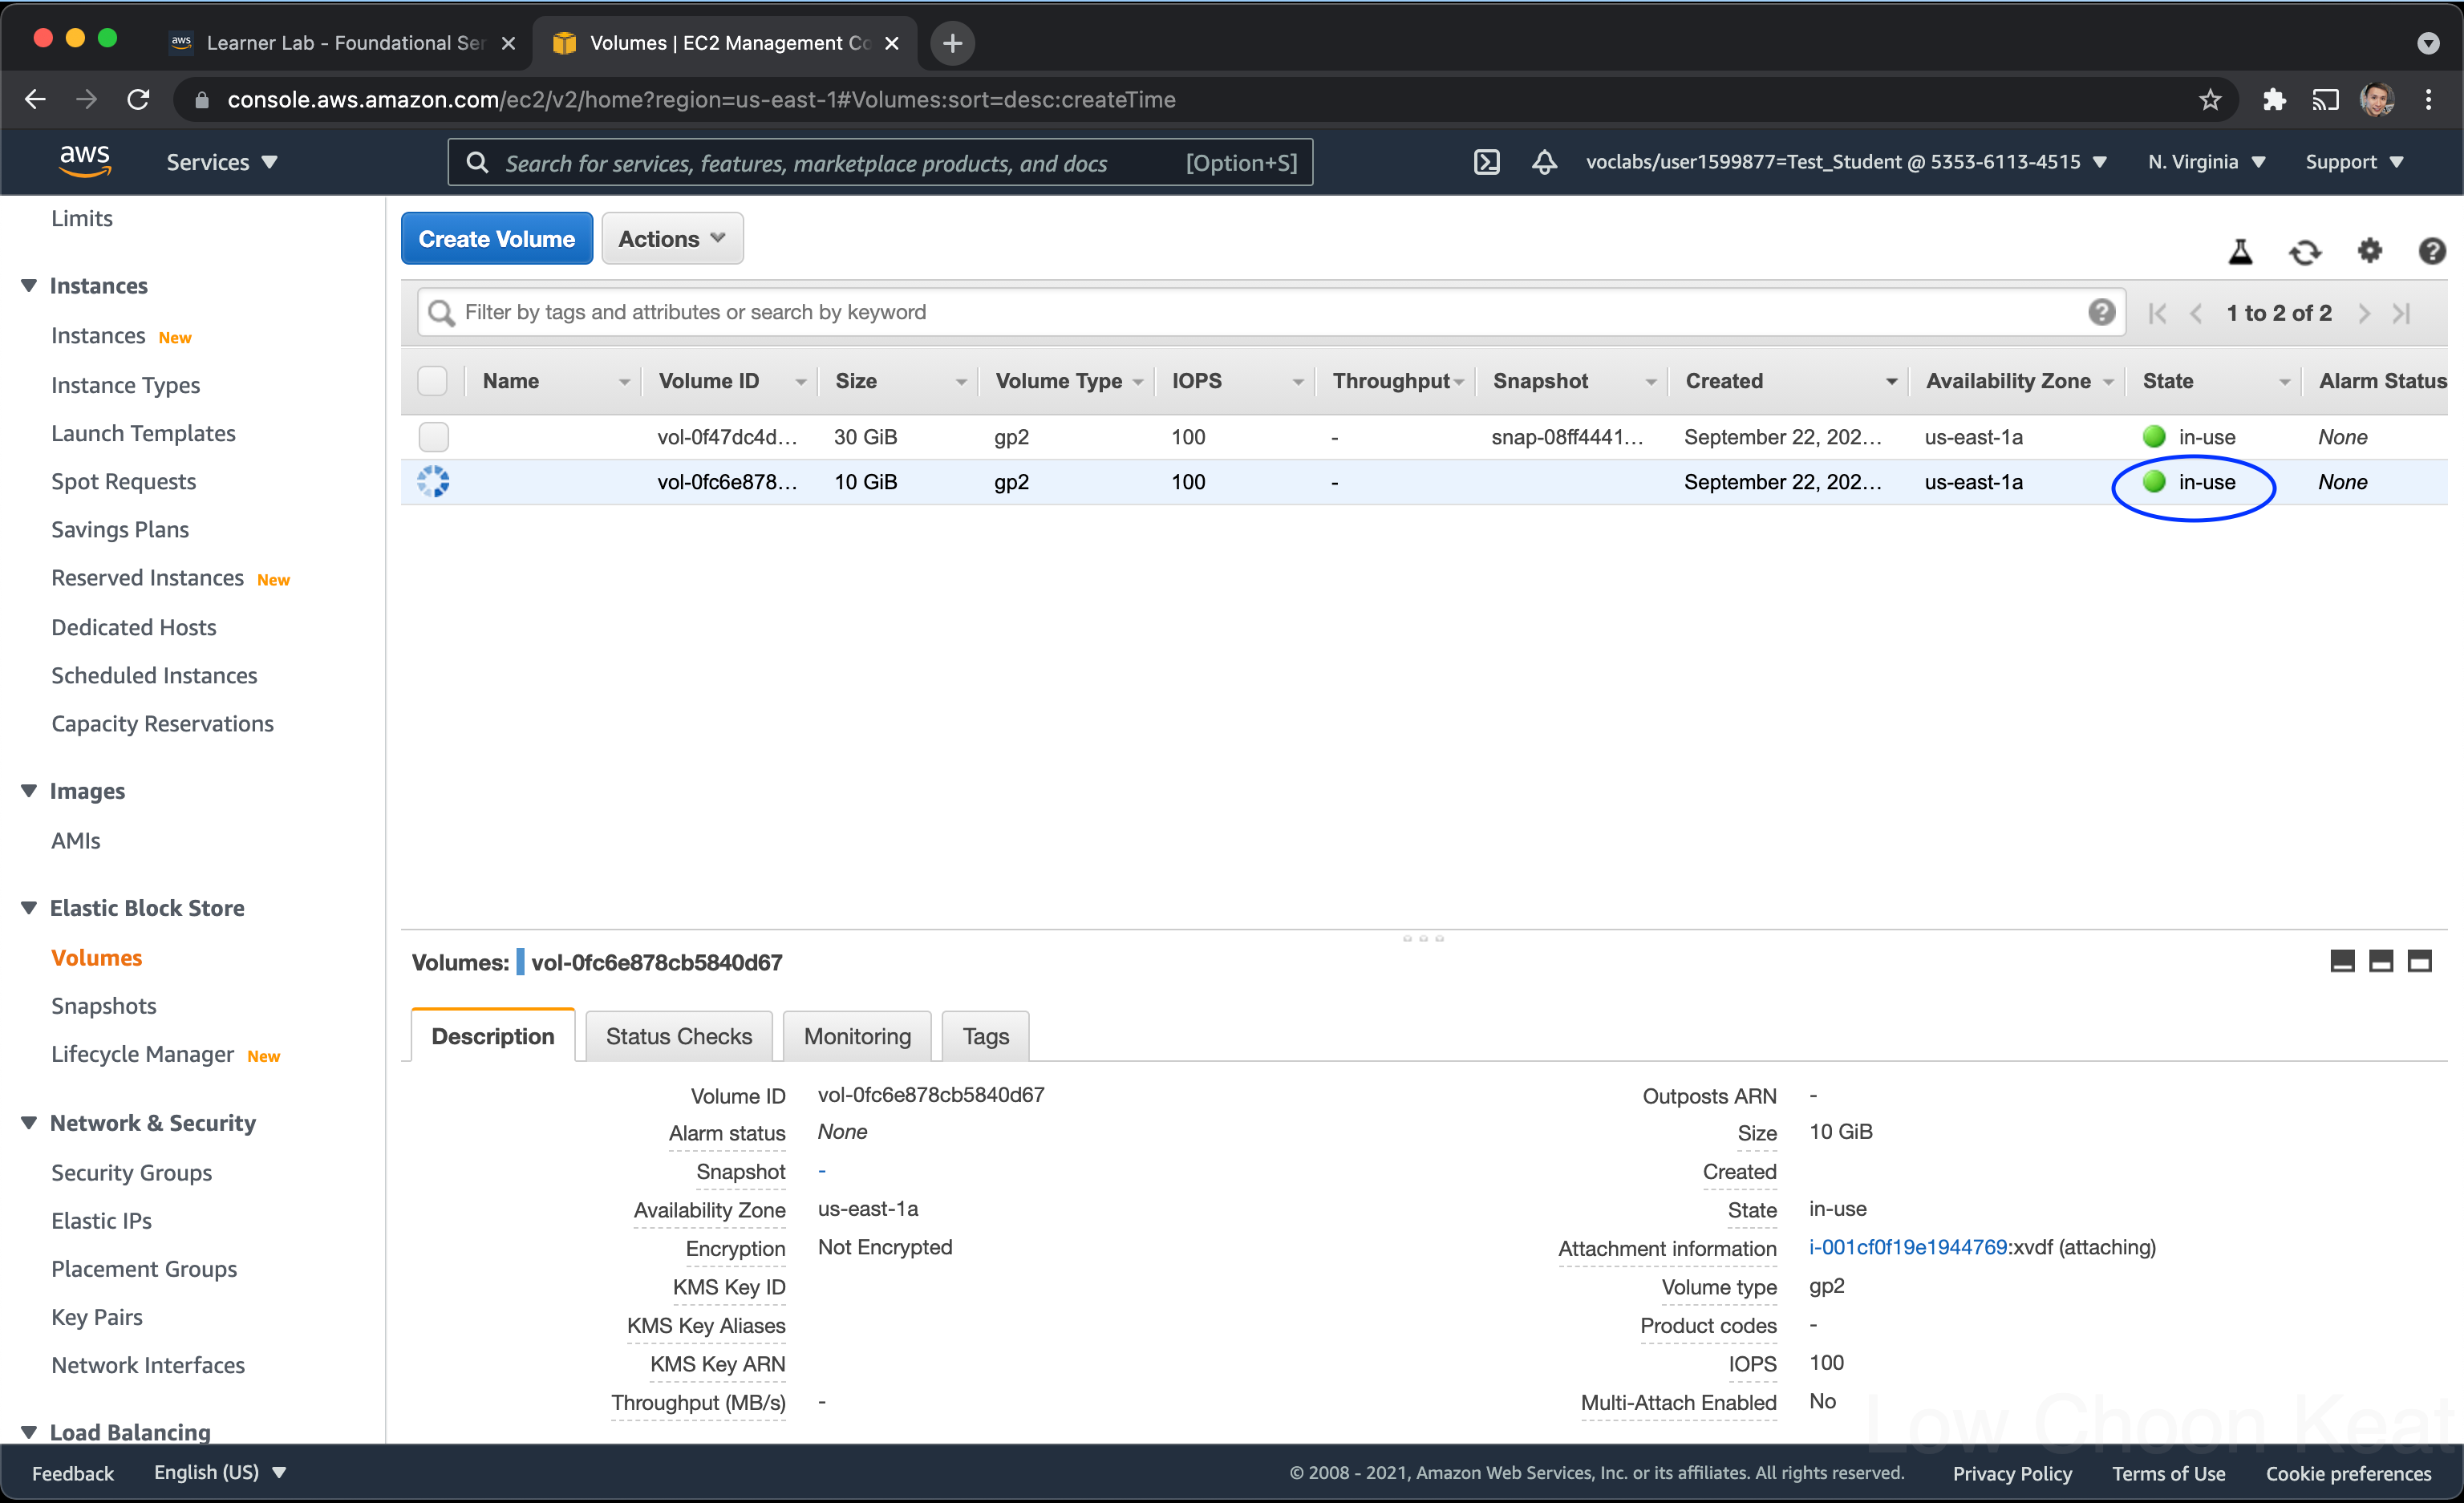 aws Learner Lab - Foundational Ser
Volumes | EC2 Management Co
console.aws.amazon.com/ec2/v2/home?region=us-east-1#Volumes:sort=desc:createTime
aws Services Search for services, features, marketplace products, and docs [Option+S] voclabs/user1599877=Test_Student @ 5353-6113-4515 N. Virginia Support
Limits
Instances
Instances New
Instance Types
Launch Templates
Spot Requests
Savings Plans
Reserved Instances New
Dedicated Hosts
Scheduled Instances
Capacity Reservations
Images
AMIs
Elastic Block Store
Volumes
Snapshots
Lifecycle Manager New
Network & Security
Security Groups
Elastic IPs
Placement Groups
Key Pairs
Network Interfaces
Load Balancing
Create Volume Actions
Filter by tags and attributes or search by keyword 1 to 2 of 2
Name Volume ID Size Volume Type IOPS Throughput Snapshot Created Availability Zone State Alarm Status
vol-0f47dc4d... 30 GiB gp2 100 - snap-08ff4441... September 22, 202... us-east-1a in-use None
vol-0fc6e878... 10 GiB gp2 100 - September 22, 202... us-east-1a in-use None
Volumes: vol-0fc6e878cb5840d67
Description Status Checks Monitoring Tags
Volume ID vol-0fc6e878cb5840d67
Alarm status None
Snapshot -
Availability Zone us-east-1a
Encryption Not Encrypted
KMS Key ID
KMS Key Aliases
KMS Key ARN
Throughput (MB/s) -
Outposts ARN -
Size 10 GiB
Created
State in-use
Attachment information i-001cf0f19e1944769:xvdf (attaching)
Volume type gp2
Product codes -
IOPS 100
Multi-Attach Enabled No
Low Choon Keat
Feedback English (US) © 2008 - 2021, Amazon Web Services, Inc. or its affiliates. All rights reserved. Privacy Policy Terms of Use Cookie preferences